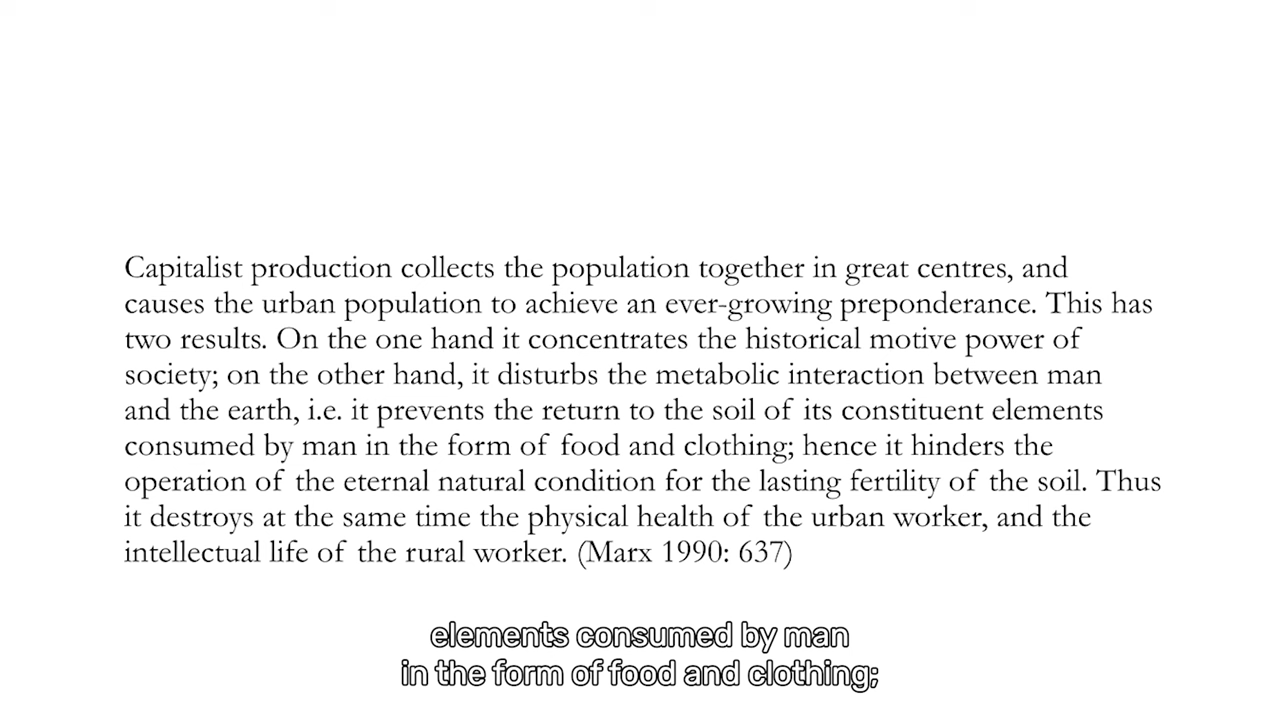 Capitalist production collects the population together in great centres, and
causes the urban population to achieve an ever-growing preponderance. This has
two results. On the one hand it concentrates the historical motive power of
society; on the other hand, it disturbs the metabolic interaction between man
and the earth, i.e. it prevents the return to the soil of its constituent elements
consumed by man in the form of food and clothing; hence it hinders the
operation of the eternal natural condition for the lasting fertility of the soil. Thus
it destroys at the same time the physical health of the urban worker, and the
intellectual life of the rural worker. (Marx 1990: 637)
elements consumed by man
in the form of food and clothing;